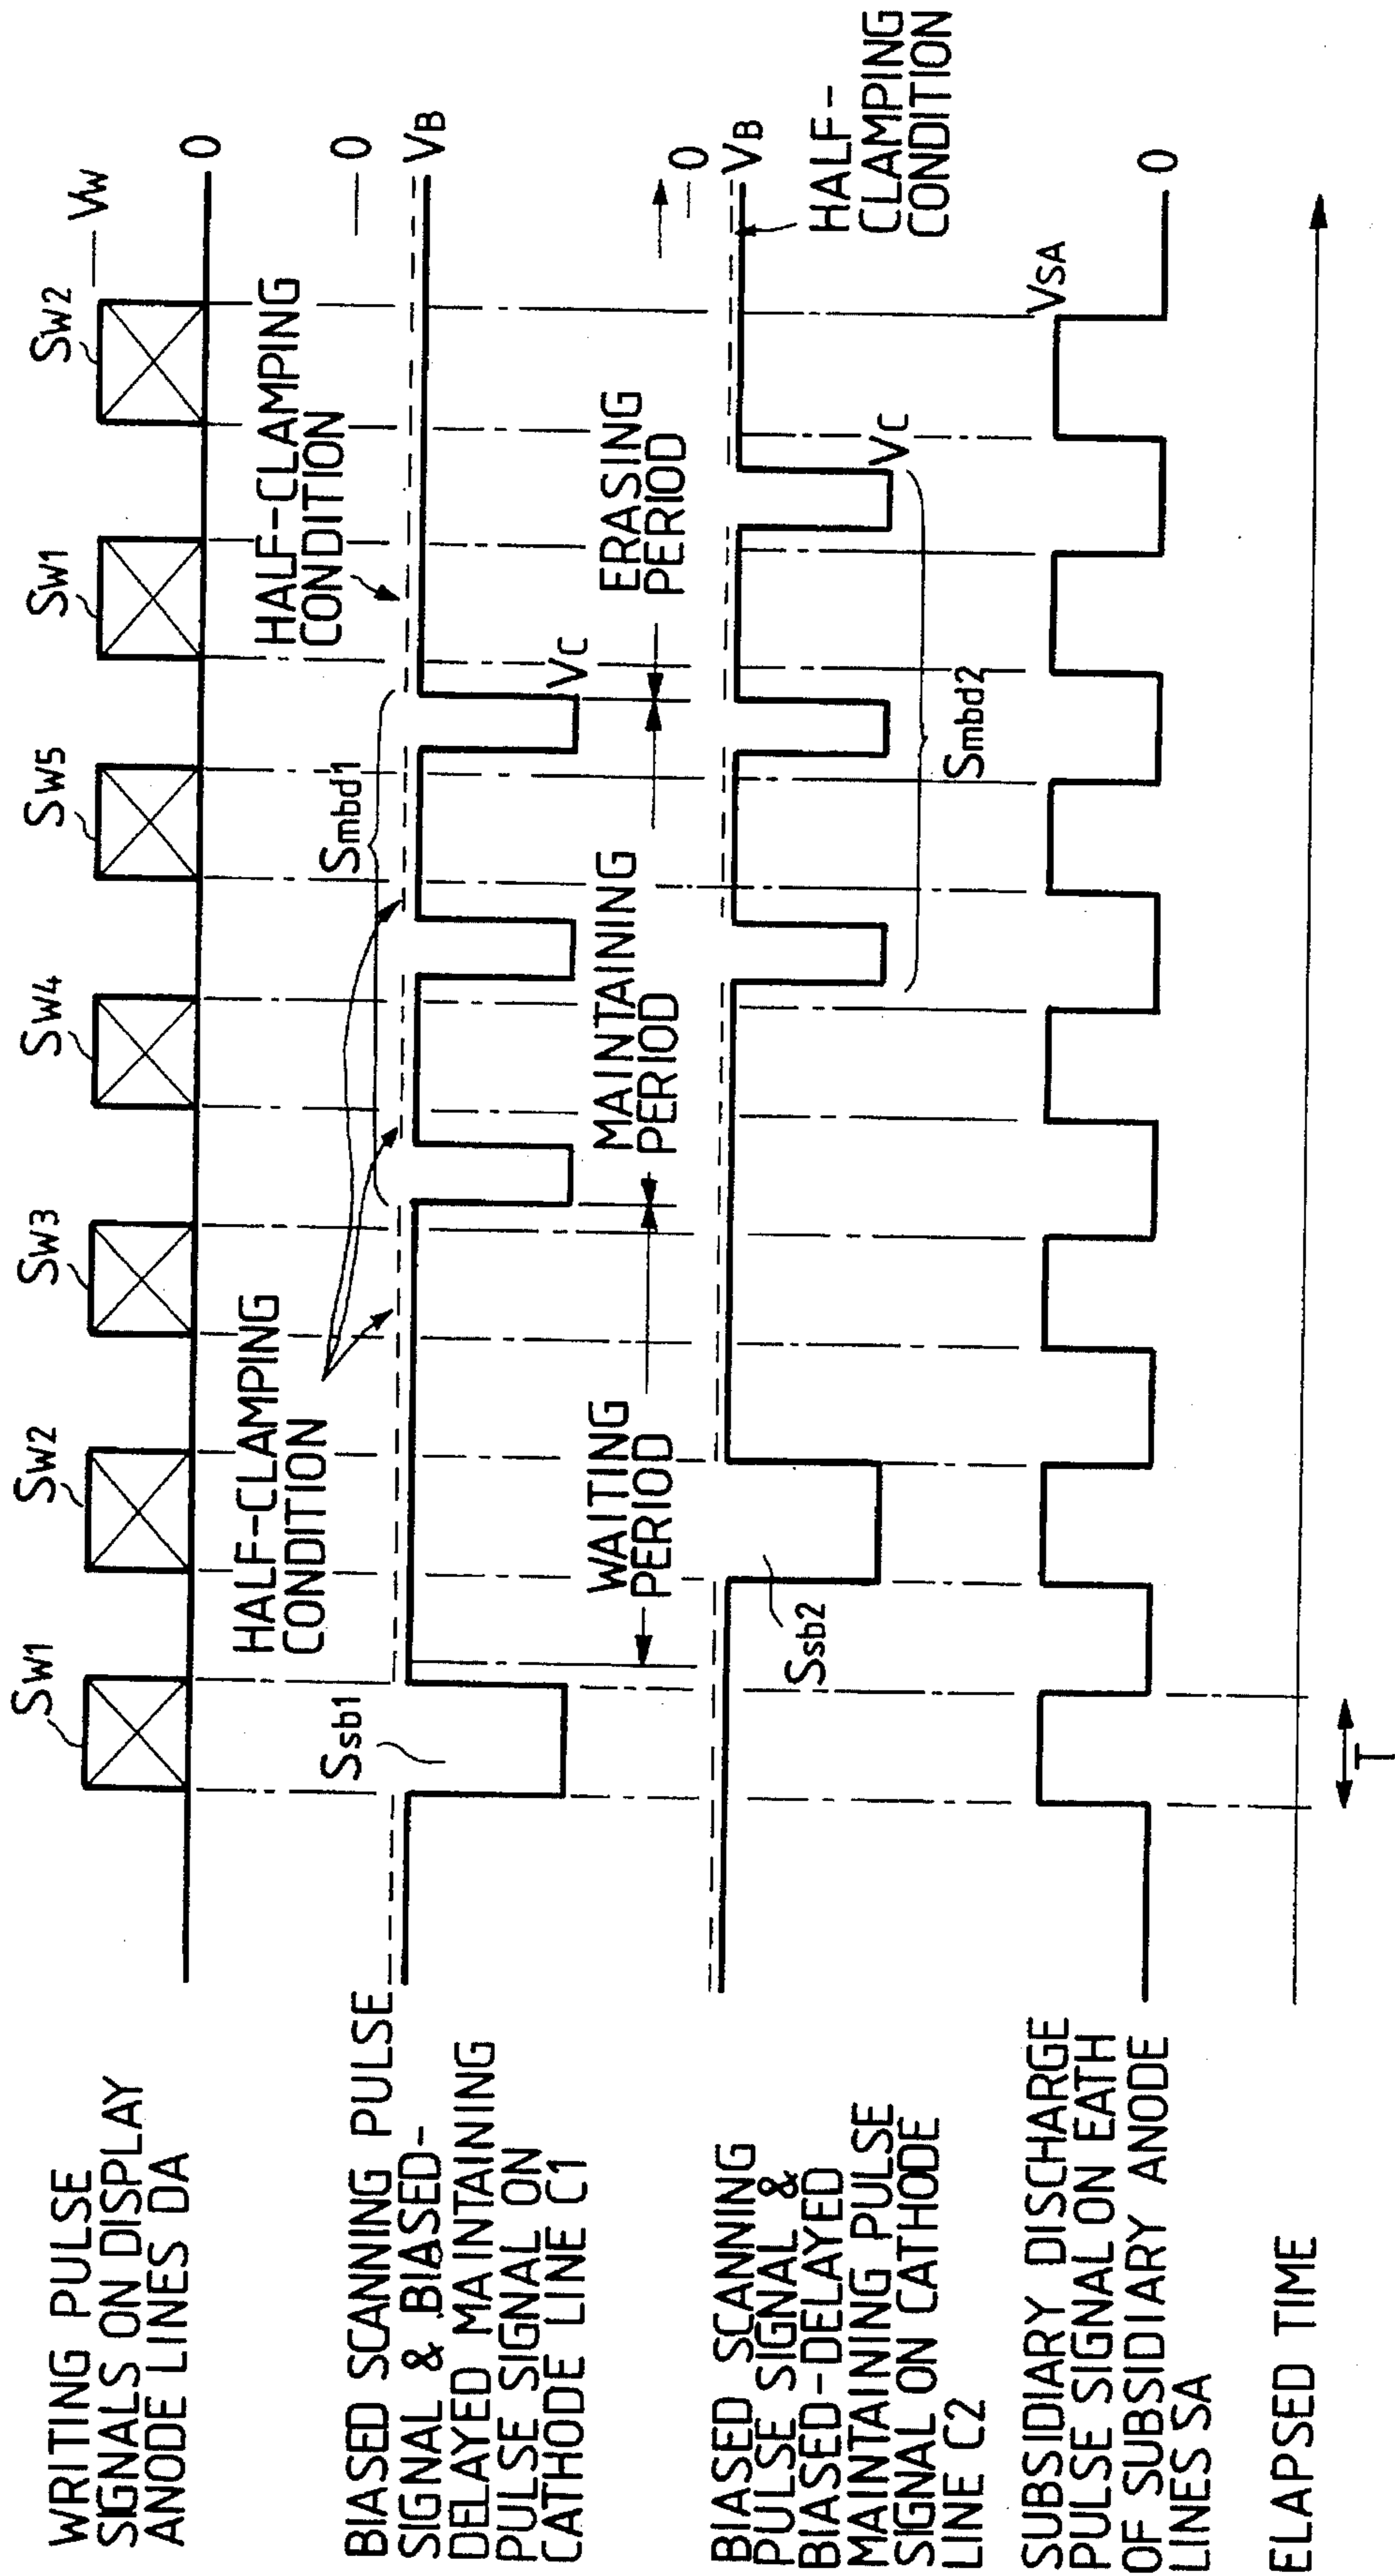 WRITING PULSE
SIGNALS ON DISPLAY
ANODE LINES DA
Sw1
Sw2
Sw3
Sw4
Sw5
Sw1
Sw2
Vw
0
BIASED SCANNING PULSE
SIGNAL & BIASED-
DELAYED MAINTAINING
PULSE SIGNAL ON
CATHODE LINE C1
Ssb1
HALF-CLAMPING
CONDITION
Smbd1
VC
HALF-CLAMPING
CONDITION
0
VB
WAITING
PERIOD
MAINTAINING
PERIOD
ERASING
PERIOD
BIASED SCANNING
PULSE SIGNAL &
BIASED-DELAYED
MAINTAINING PULSE
SIGNAL ON CATHODE
LINE C2
Ssb2
Smbd2
VC
0
VB
HALF-
CLAMPING
CONDITION
SUBSIDIARY DISCHARGE
PULSE SIGNAL ON EATH
OF SUBSIDIARY ANODE
LINES SA
VSA
0
ELAPSED TIME
T